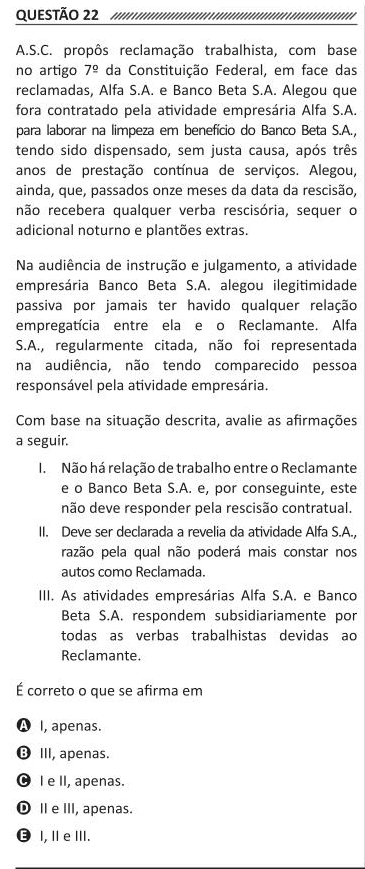 QUESTÃO 22
A.S.C. propôs reclamação trabalhista, com base
no artigo 7º da Constituição Federal, em face das
reclamadas, Alfa S.A. e Banco Beta S.A. Alegou que
fora contratado pela atividade empresária Alfa S.A.
para laborar na limpeza em benefício do Banco Beta S.A.,
tendo sido dispensado, sem justa causa, após três
anos de prestação contínua de serviços. Alegou,
ainda, que, passados onze meses da data da rescisão,
não recebera qualquer verba rescisória, sequer o
adicional noturno e plantões extras.
Na audiência de instrução e julgamento, a atividade
empresária Banco Beta S.A. alegou ilegitimidade
passiva por jamais ter havido qualquer relação
empregatícia entre ela e o Reclamante. Alfa
S.A., regularmente citada, não foi representada
na audiência, não tendo comparecido pessoa
responsável pela atividade empresária.
Com base na situação descrita, avalie as afirmações
a seguir.
I. Não há relação de trabalho entre o Reclamante
e o Banco Beta S.A. e, por conseguinte, este
não deve responder pela rescisão contratual.
II. Deve ser declarada a revelia da atividade Alfa S.A.,
razão pela qual não poderá mais constar nos
autos como Reclamada.
III. As atividades empresárias Alfa S.A. e Banco
Beta S.A. respondem subsidiariamente por
todas as verbas trabalhistas devidas ao
Reclamante.
É correto o que se afirma em
A I, apenas.
B III, apenas.
C I e II, apenas.
D II e III, apenas.
E I, II e III.